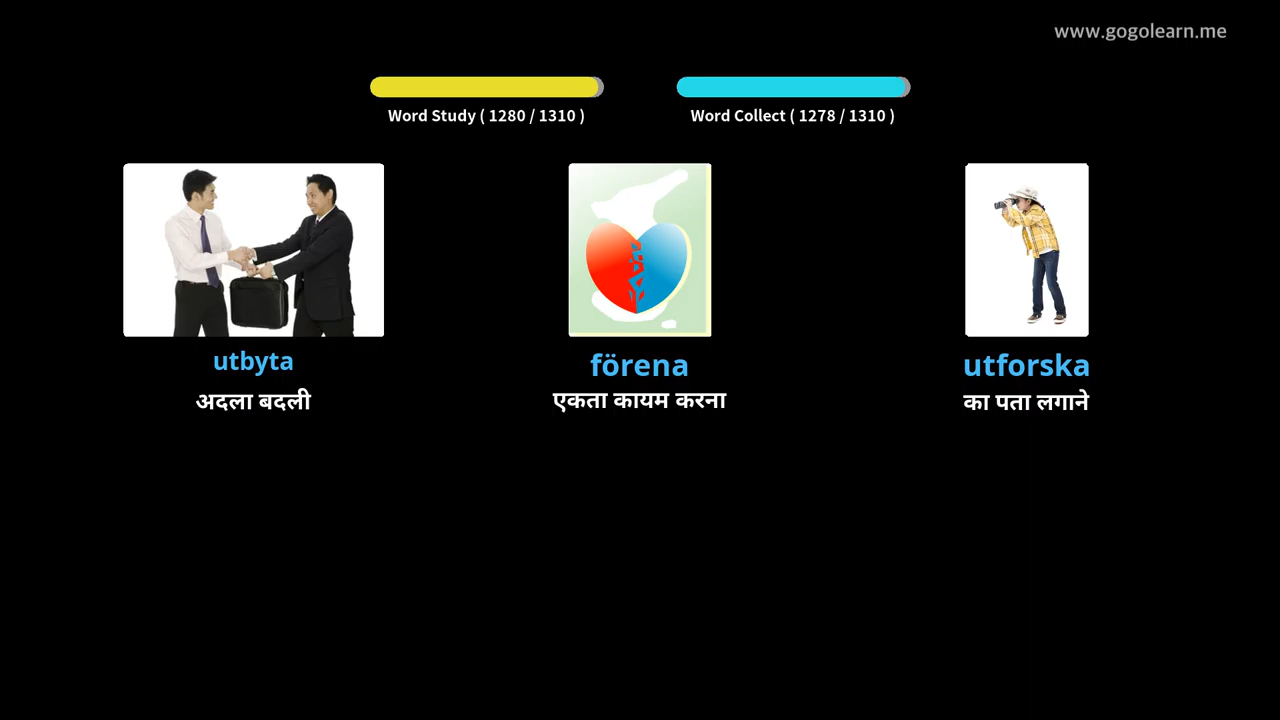 www.gogolearn.me
Word Study ( 1280 / 1310 )
Word Collect ( 1278 / 1310 )
utbyta
förena
utforska
अदला बदली
एकता कायम करना
का पता लगाने